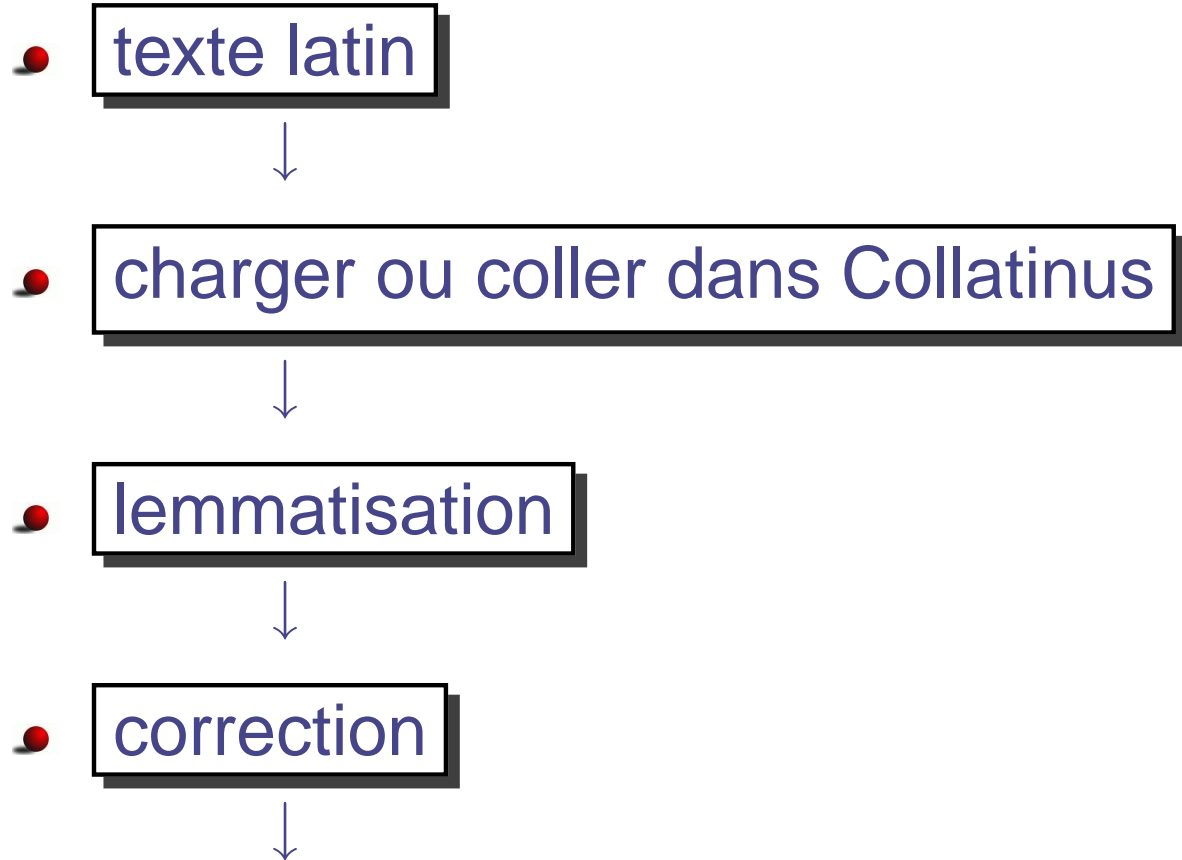 texte latin
charger ou coller dans Collatinus
lemmatisation
correction